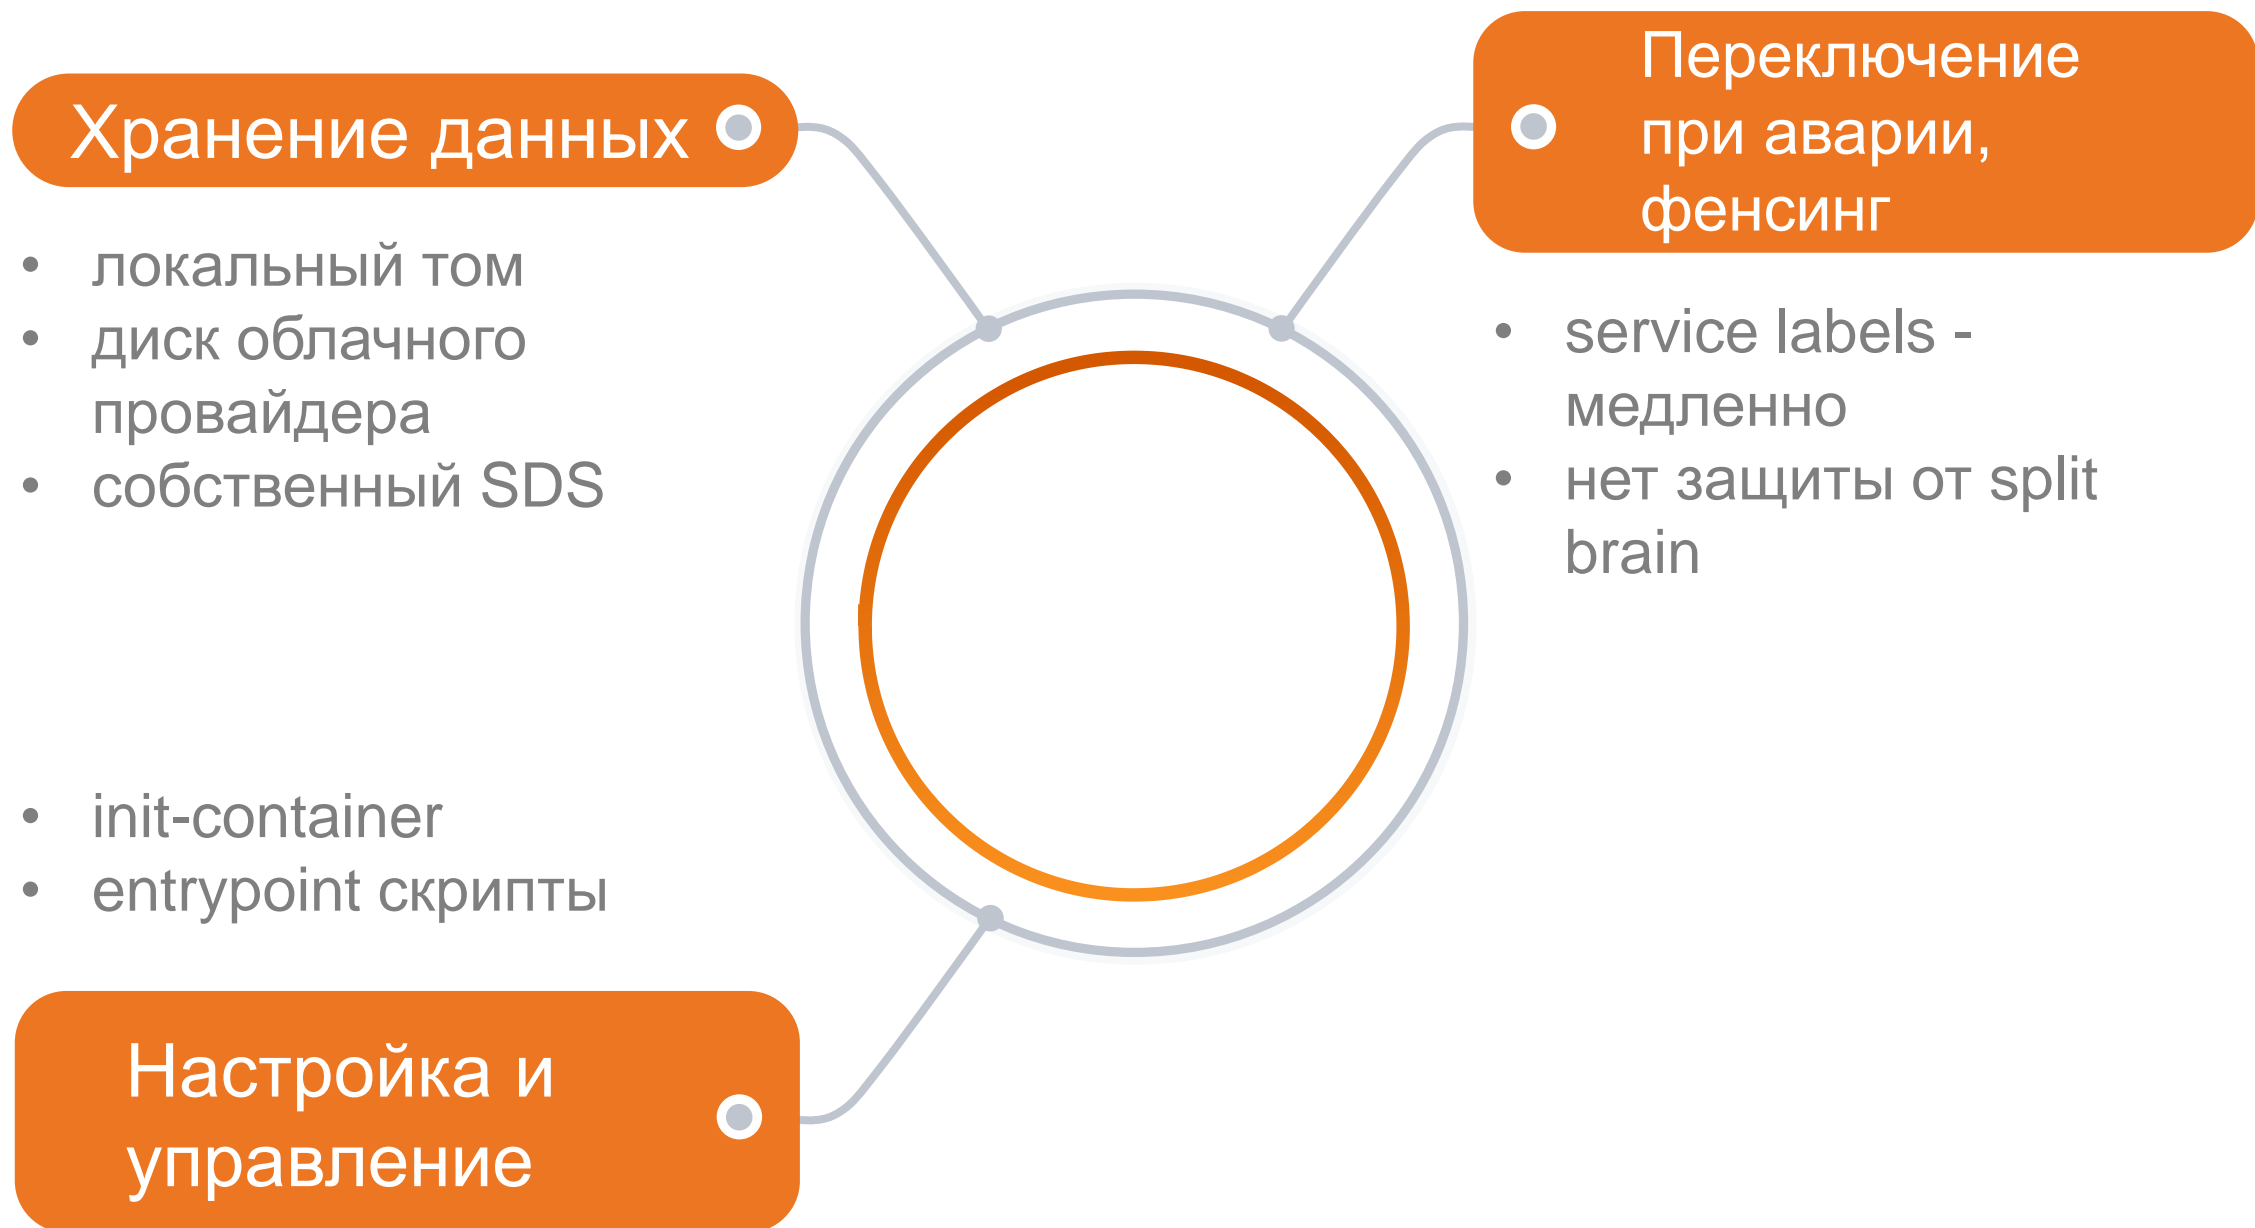 Хранение данных
• локальный том
• диск облачного
провайдера
• собственный SDS
Переключение
при аварии,
фенсинг
• service labels -
медленно
• нет защиты от split
brain
• init-container
• entrypoint скрипты
Настройка и
управление